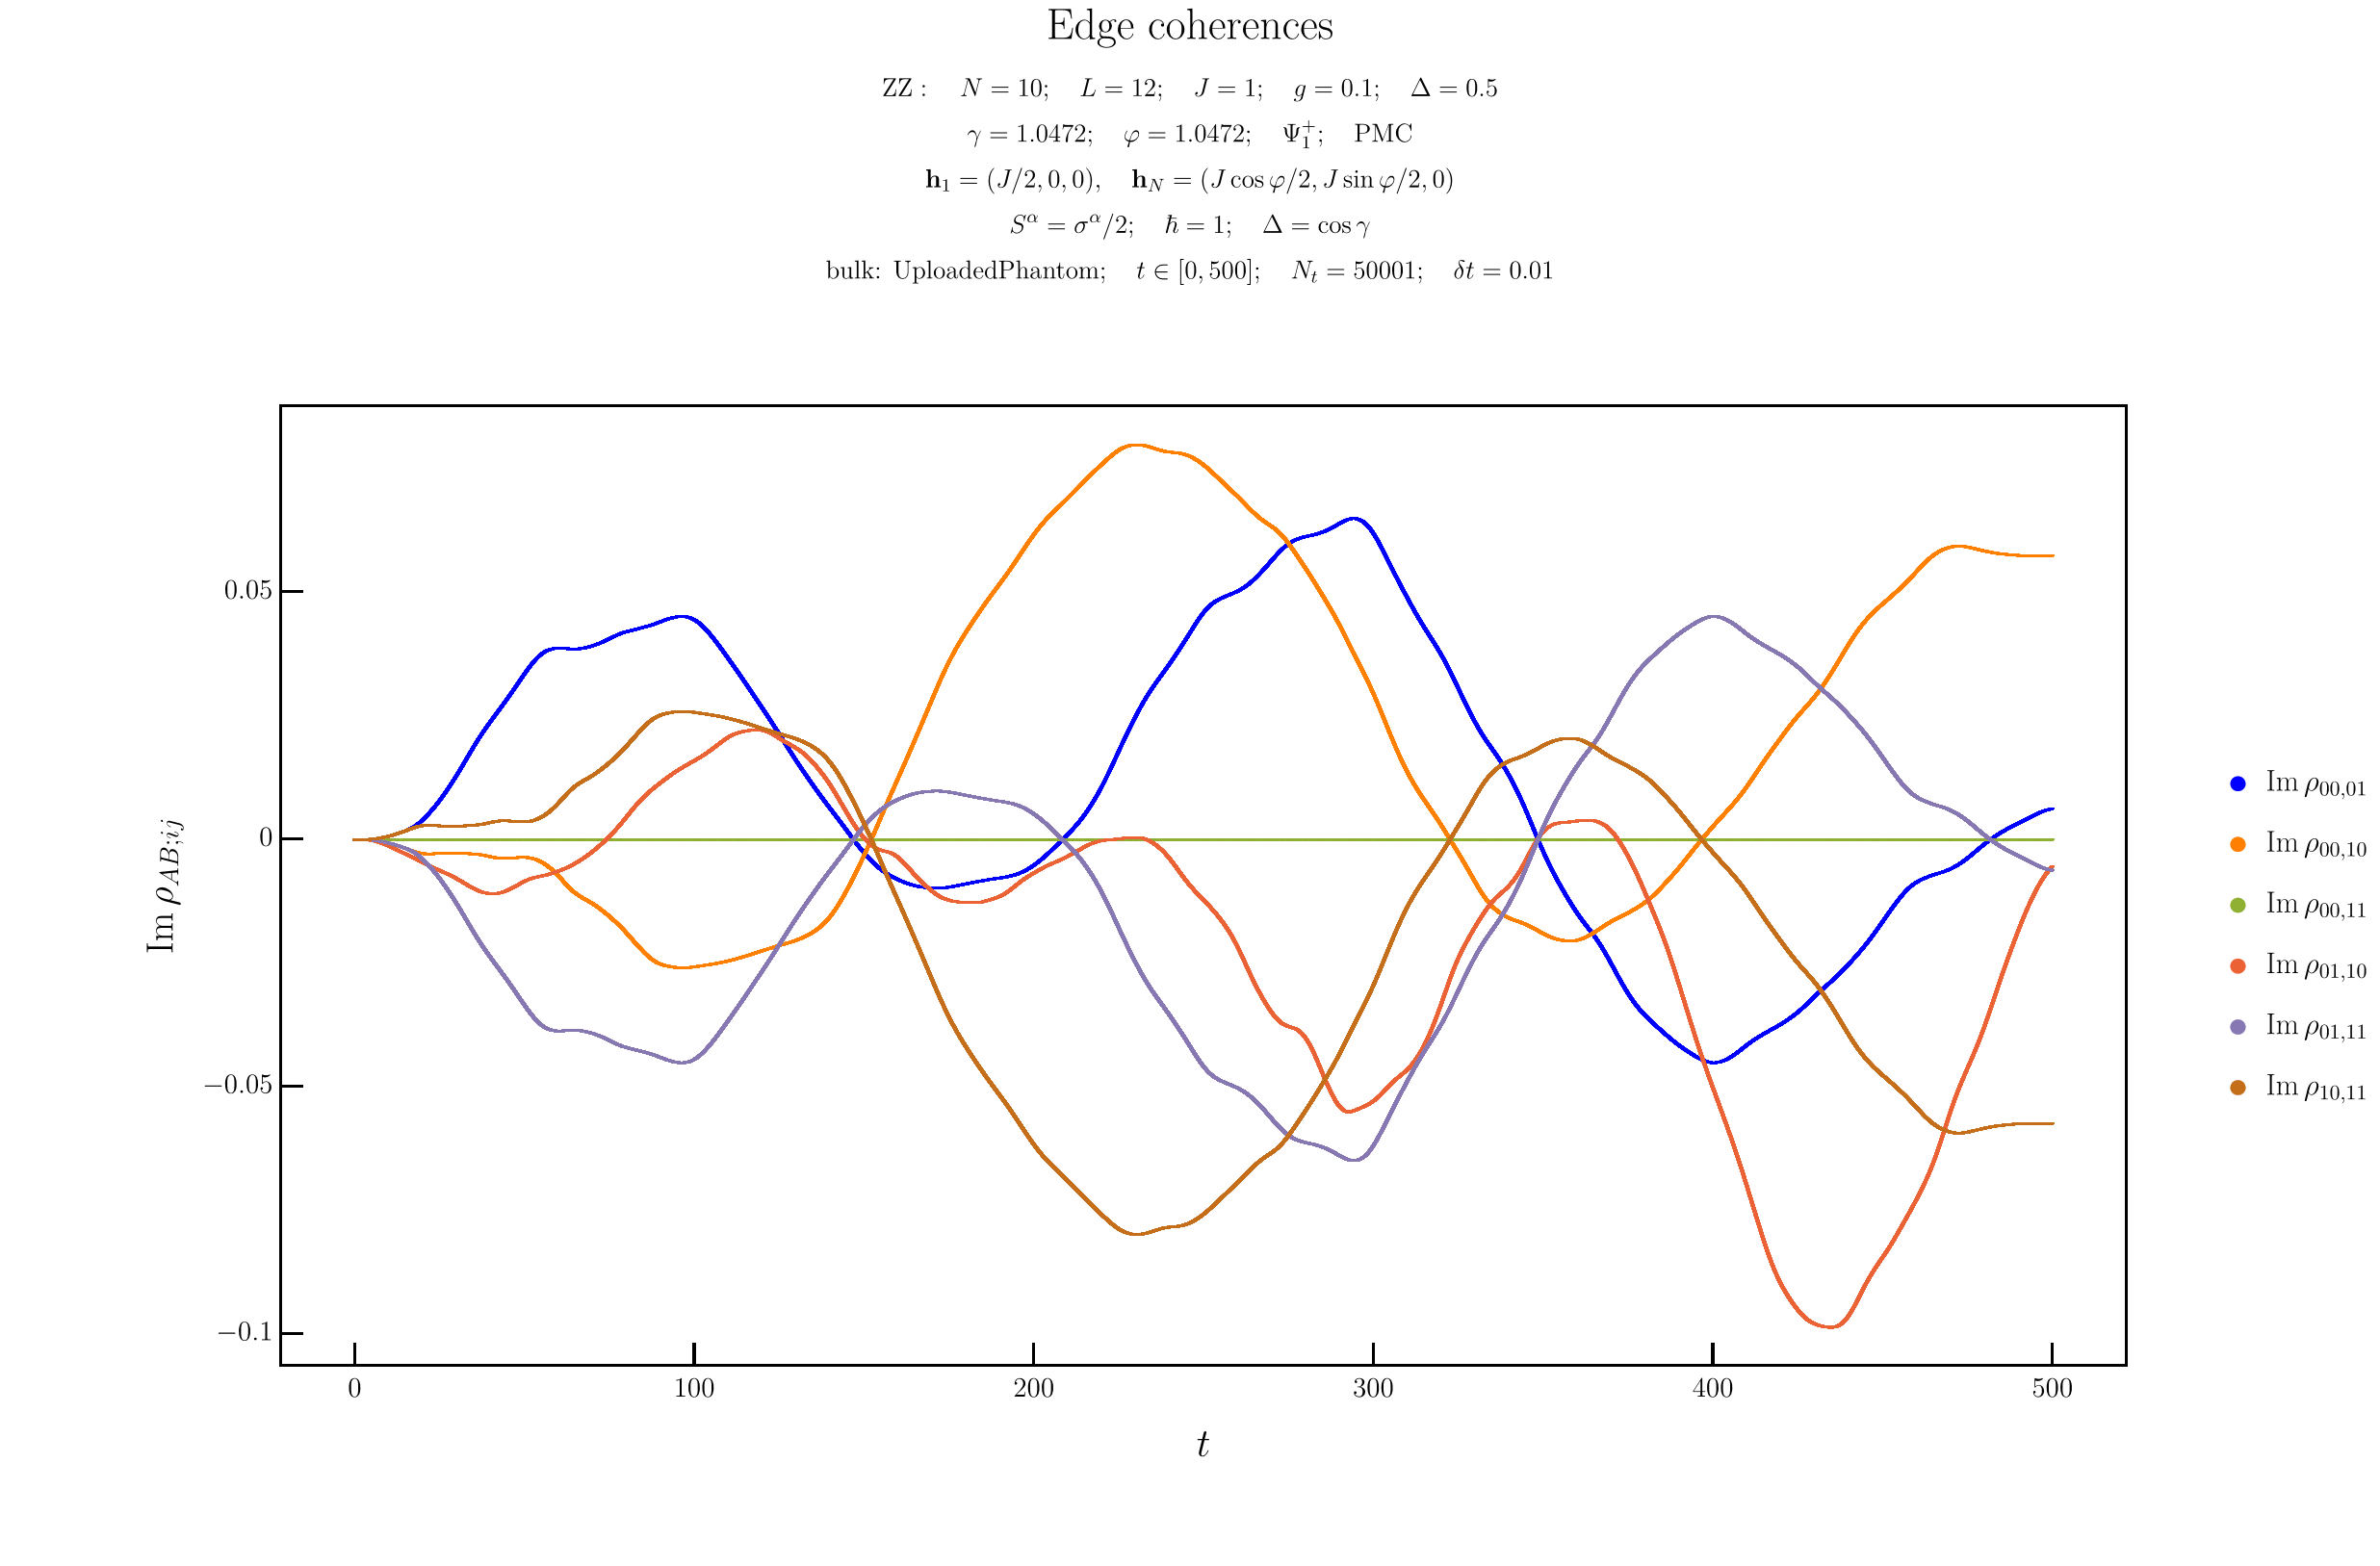 Edge coherences
ZZ : N = 10; L = 12; J = 1; g = 0.1; Δ = 0.5
γ = 1.0472; φ = 1.0472; Ψ₁⁺; PMC
𝐡₁ = (J/2, 0, 0), 𝐡_N = (J cos φ/2, J sin φ/2, 0)
S^α = σ^α/2; ℏ = 1; Δ = cos γ
bulk: UploadedPhantom; t ∈ [0, 500]; N_t = 50001; δt = 0.01
0.05
0
−0.05
−0.1
Im ρ_{AB;ij}
0 100 200 300 400 500
t
Im ρ_{00,01}
Im ρ_{00,10}
Im ρ_{00,11}
Im ρ_{01,10}
Im ρ_{01,11}
Im ρ_{10,11}